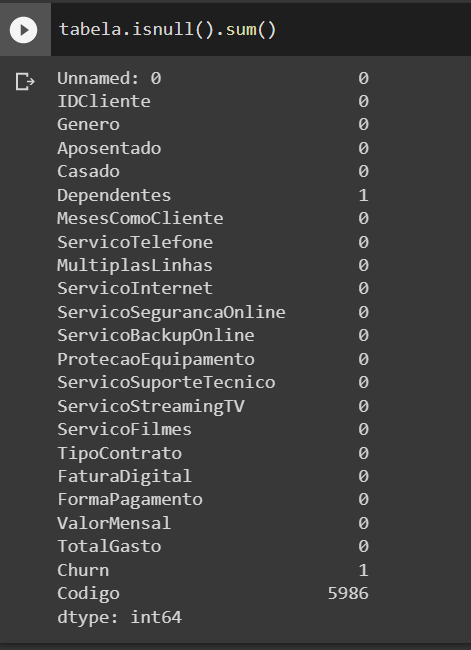 tabela.isnull().sum()
Unnamed: 0 0
IDCliente 0
Genero 0
Aposentado 0
Casado 0
Dependentes 1
MesesComoCliente 0
ServicoTelefone 0
MultiplasLinhas 0
ServicoInternet 0
ServicoSegurancaOnline 0
ServicoBackupOnline 0
ProtecaoEquipamento 0
ServicoSuporteTecnico 0
ServicoStreamingTV 0
ServicoFilmes 0
TipoContrato 0
FaturaDigital 0
FormaPagamento 0
ValorMensal 0
TotalGasto 0
Churn 1
Codigo 5986
dtype: int64